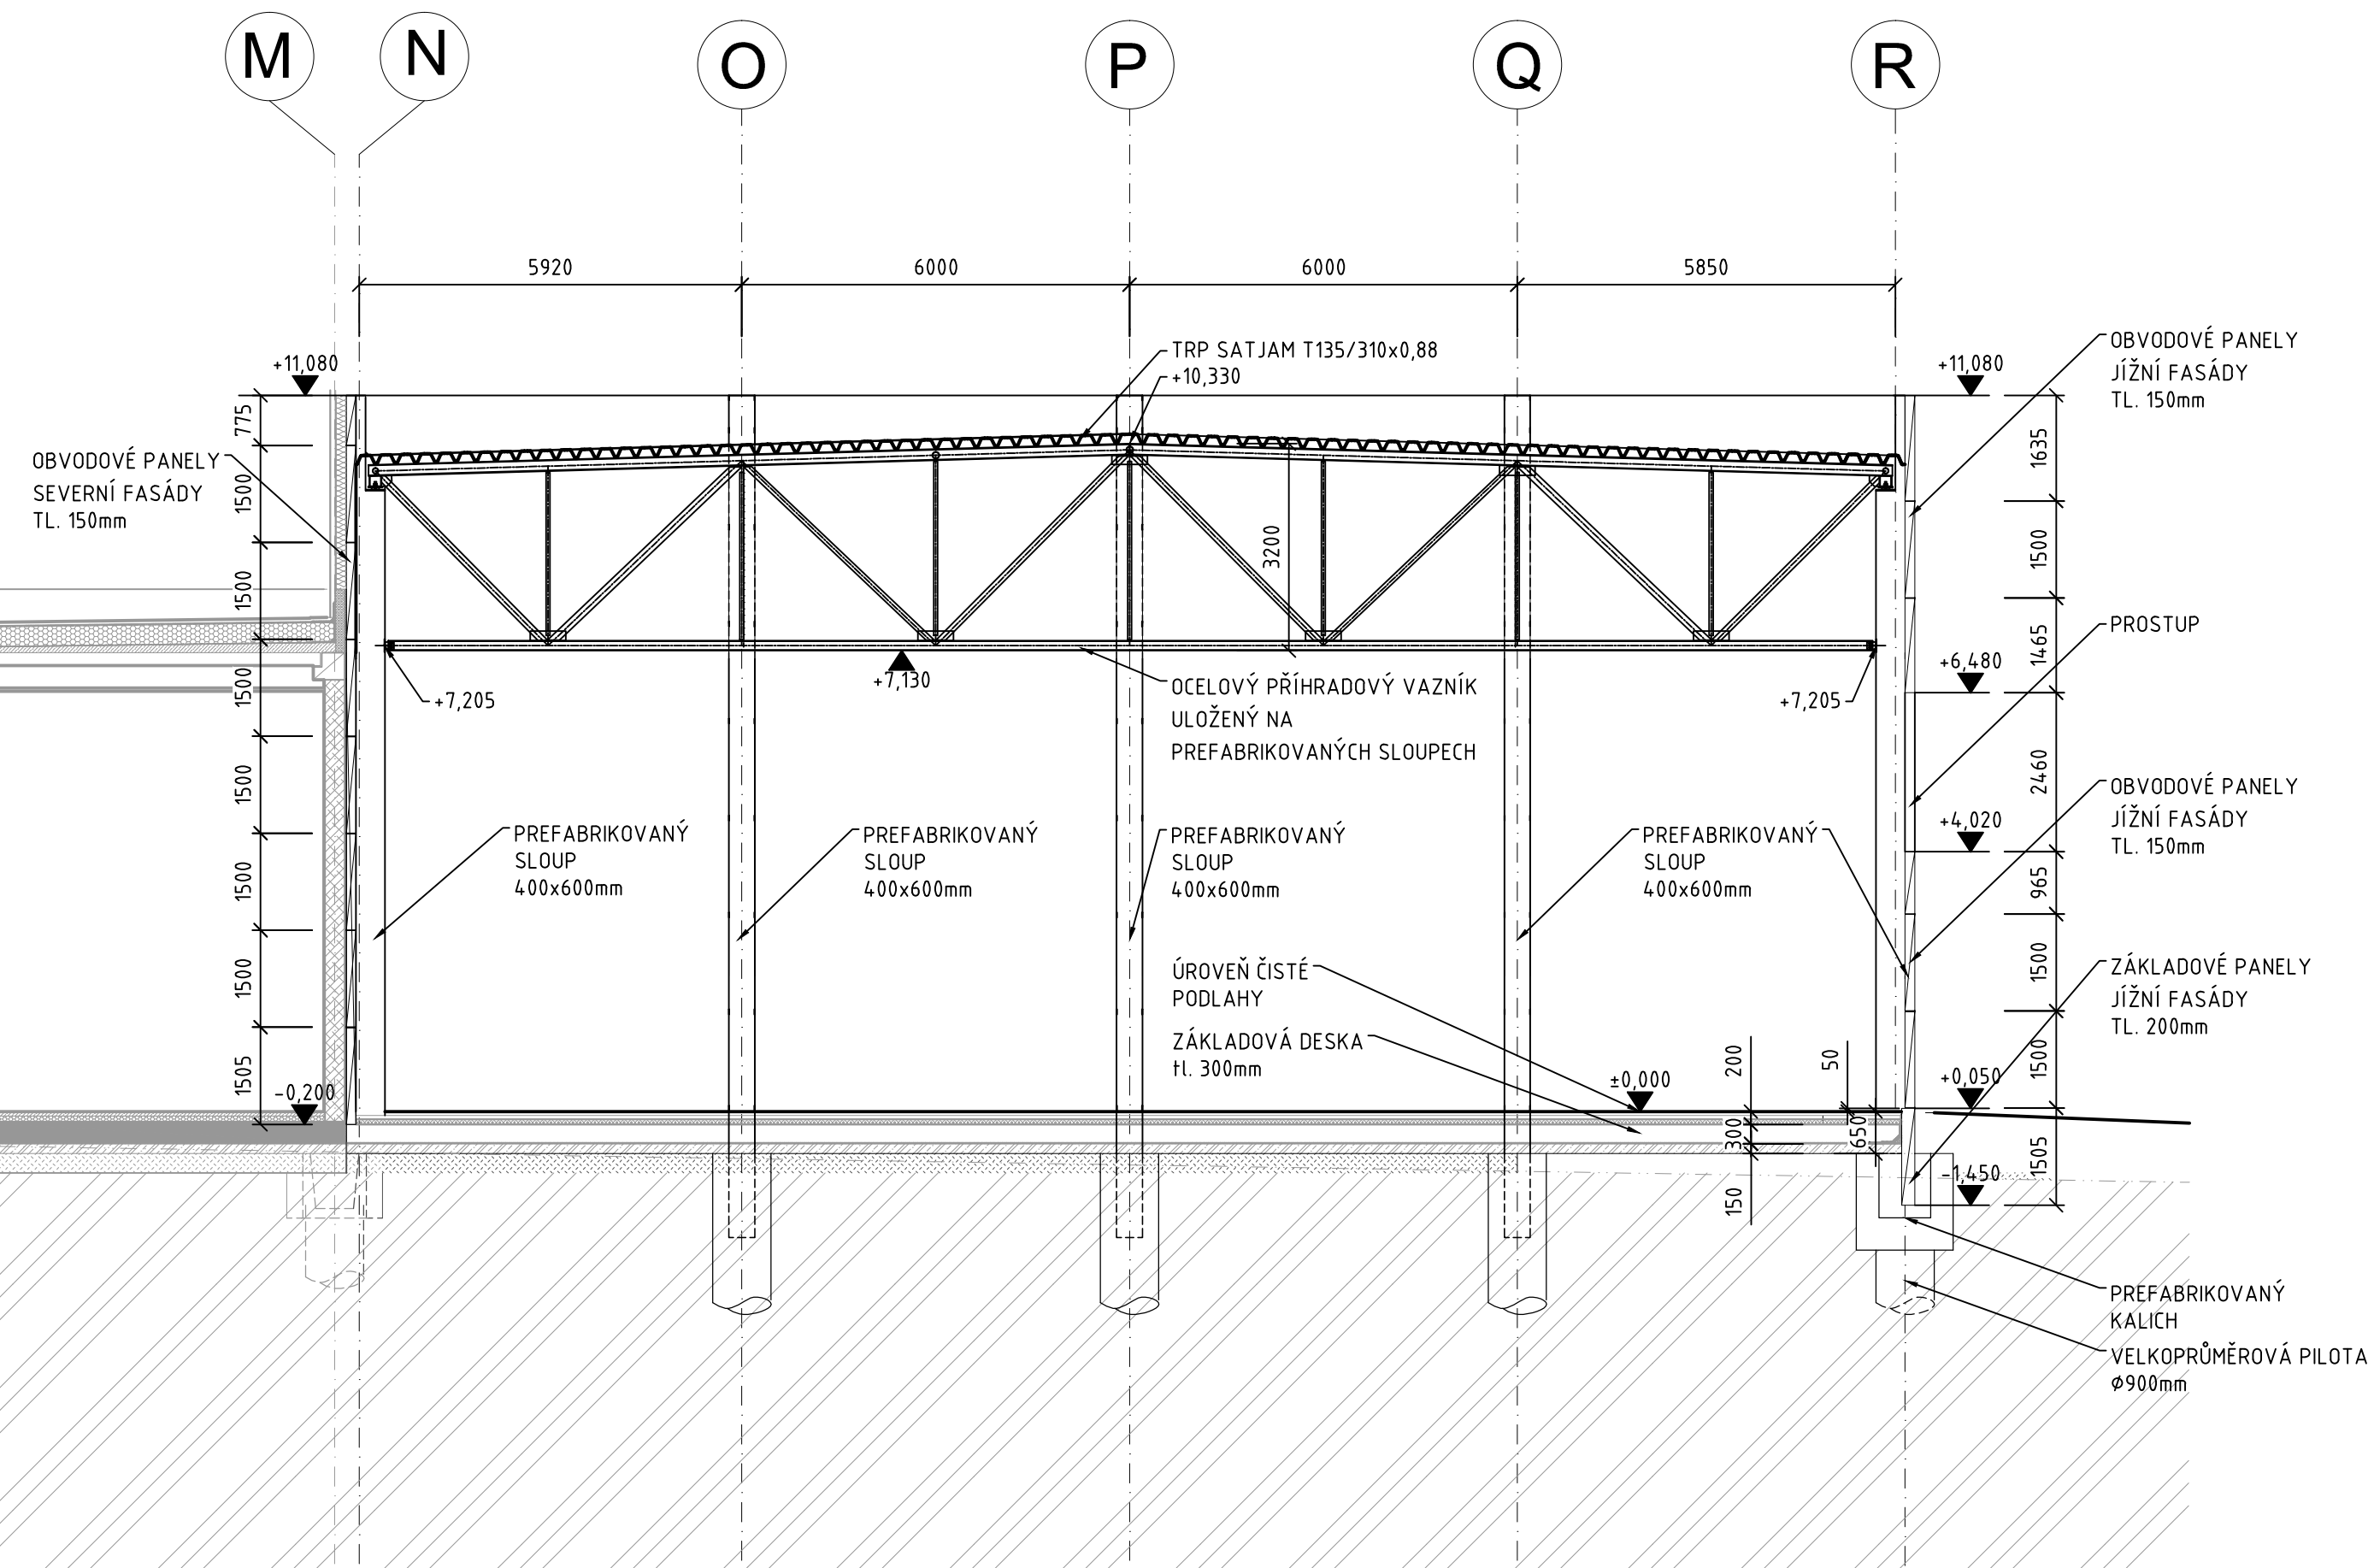 M
N
O
P
Q
R
5920
6000
6000
5850
TRP SATJAM T135/310x0,88
+10,330
+11,080
+11,080
OBVODOVÉ PANELY
JÍŽNÍ FASÁDY
TL. 150mm
OBVODOVÉ PANELY
SEVERNÍ FASÁDY
TL. 150mm
775
1500
1500
1500
1500
1500
1500
1505
-0,200
3200
+7,205
+7,130
+7,205
OCELOVÝ PŘÍHRADOVÝ VAZNÍK
ULOŽENÝ NA
PREFABRIKOVANÝCH SLOUPECH
PREFABRIKOVANÝ
SLOUP
400x600mm
PREFABRIKOVANÝ
SLOUP
400x600mm
PREFABRIKOVANÝ
SLOUP
400x600mm
PREFABRIKOVANÝ
SLOUP
400x600mm
ÚROVEŇ ČISTÉ
PODLAHY
ZÁKLADOVÁ DESKA
tl. 300mm
±0,000
200
300
150
50
650
1635
1500
1465
2460
965
1500
1500
1505
PROSTUP
+6,480
+4,020
+0,050
-1,450
OBVODOVÉ PANELY
JÍŽNÍ FASÁDY
TL. 150mm
ZÁKLADOVÉ PANELY
JÍŽNÍ FASÁDY
TL. 200mm
PREFABRIKOVANÝ
KALICH
VELKOPRŮMĚROVÁ PILOTA
Ø900mm